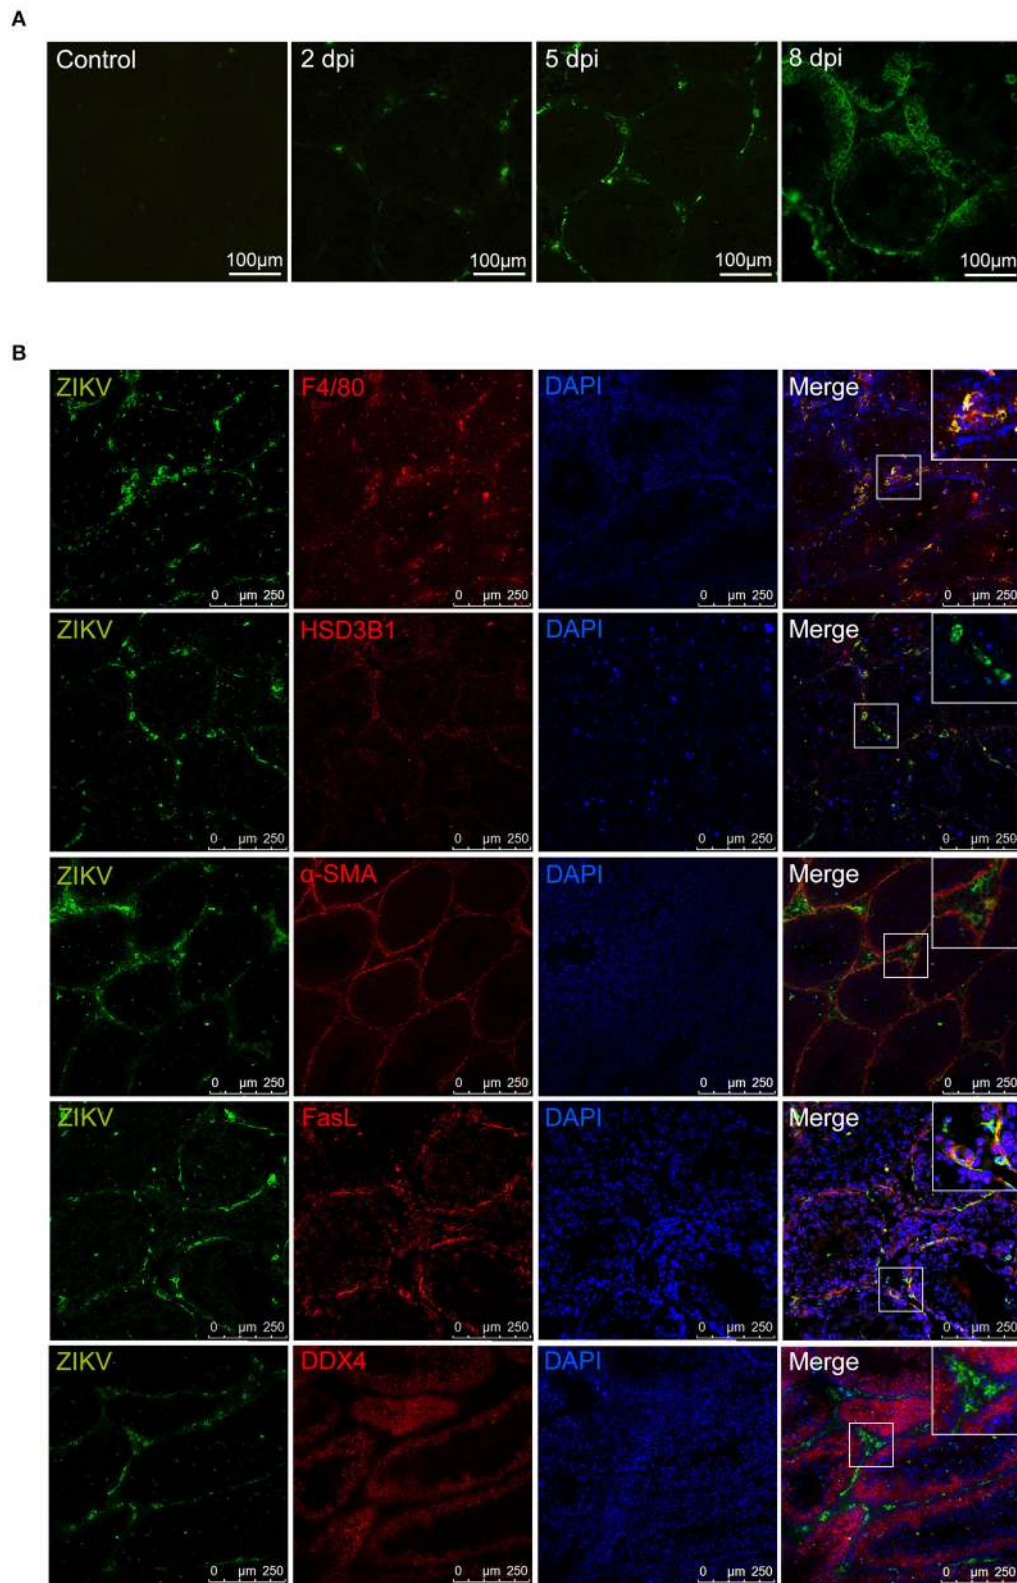 A
Control 2 dpi 5 dpi 8 dpi
100µm 100µm 100µm 100µm
B
ZIKV F4/80 DAPI Merge
0 µm 250 0 µm 250 0 µm 250 0 µm 250
ZIKV HSD3B1 DAPI Merge
0 µm 250 0 µm 250 0 µm 250 0 µm 250
ZIKV α-SMA DAPI Merge
0 µm 250 0 µm 250 0 µm 250 0 µm 250
ZIKV FasL DAPI Merge
0 µm 250 0 µm 250 0 µm 250 0 µm 250
ZIKV DDX4 DAPI Merge
0 µm 250 0 µm 250 0 µm 250 0 µm 250